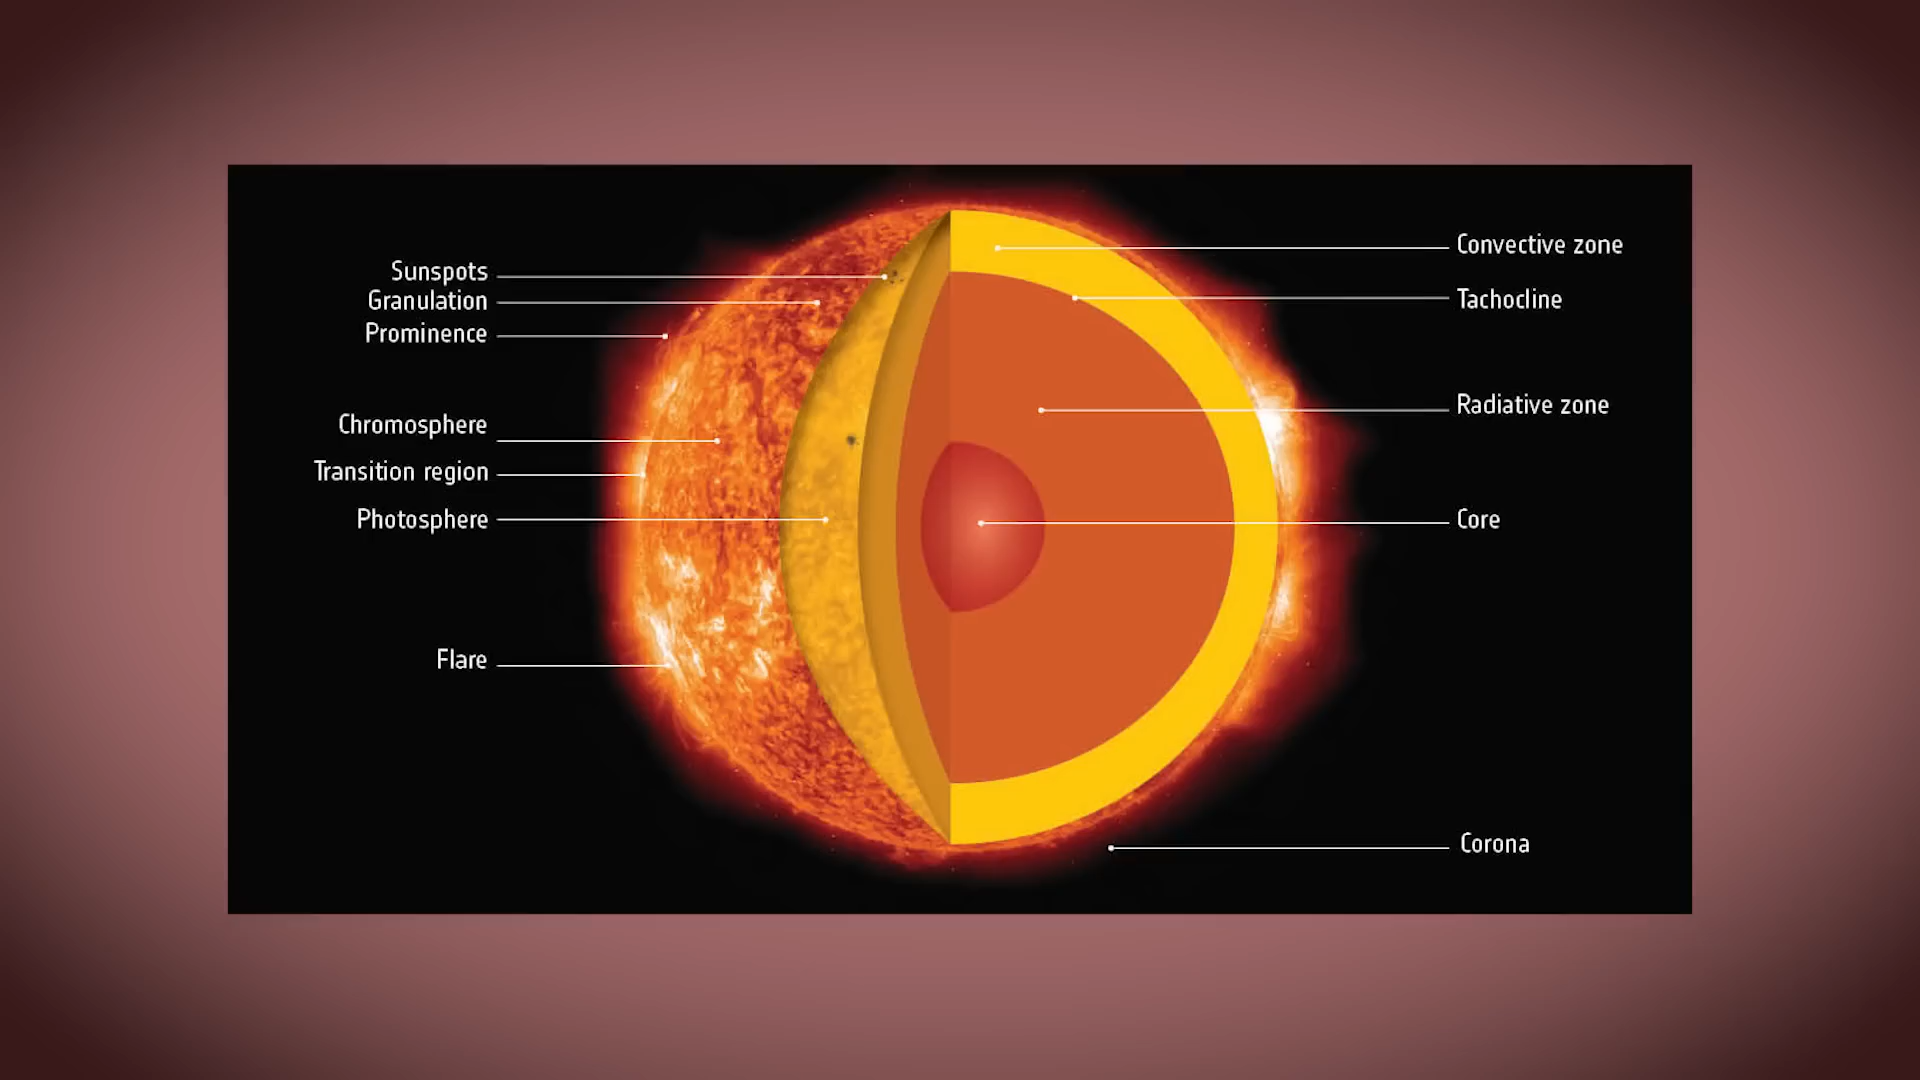 Sunspots
Granulation
Prominence
Chromosphere
Transition region
Photosphere
Flare
Convective zone
Tachocline
Radiative zone
Core
Corona